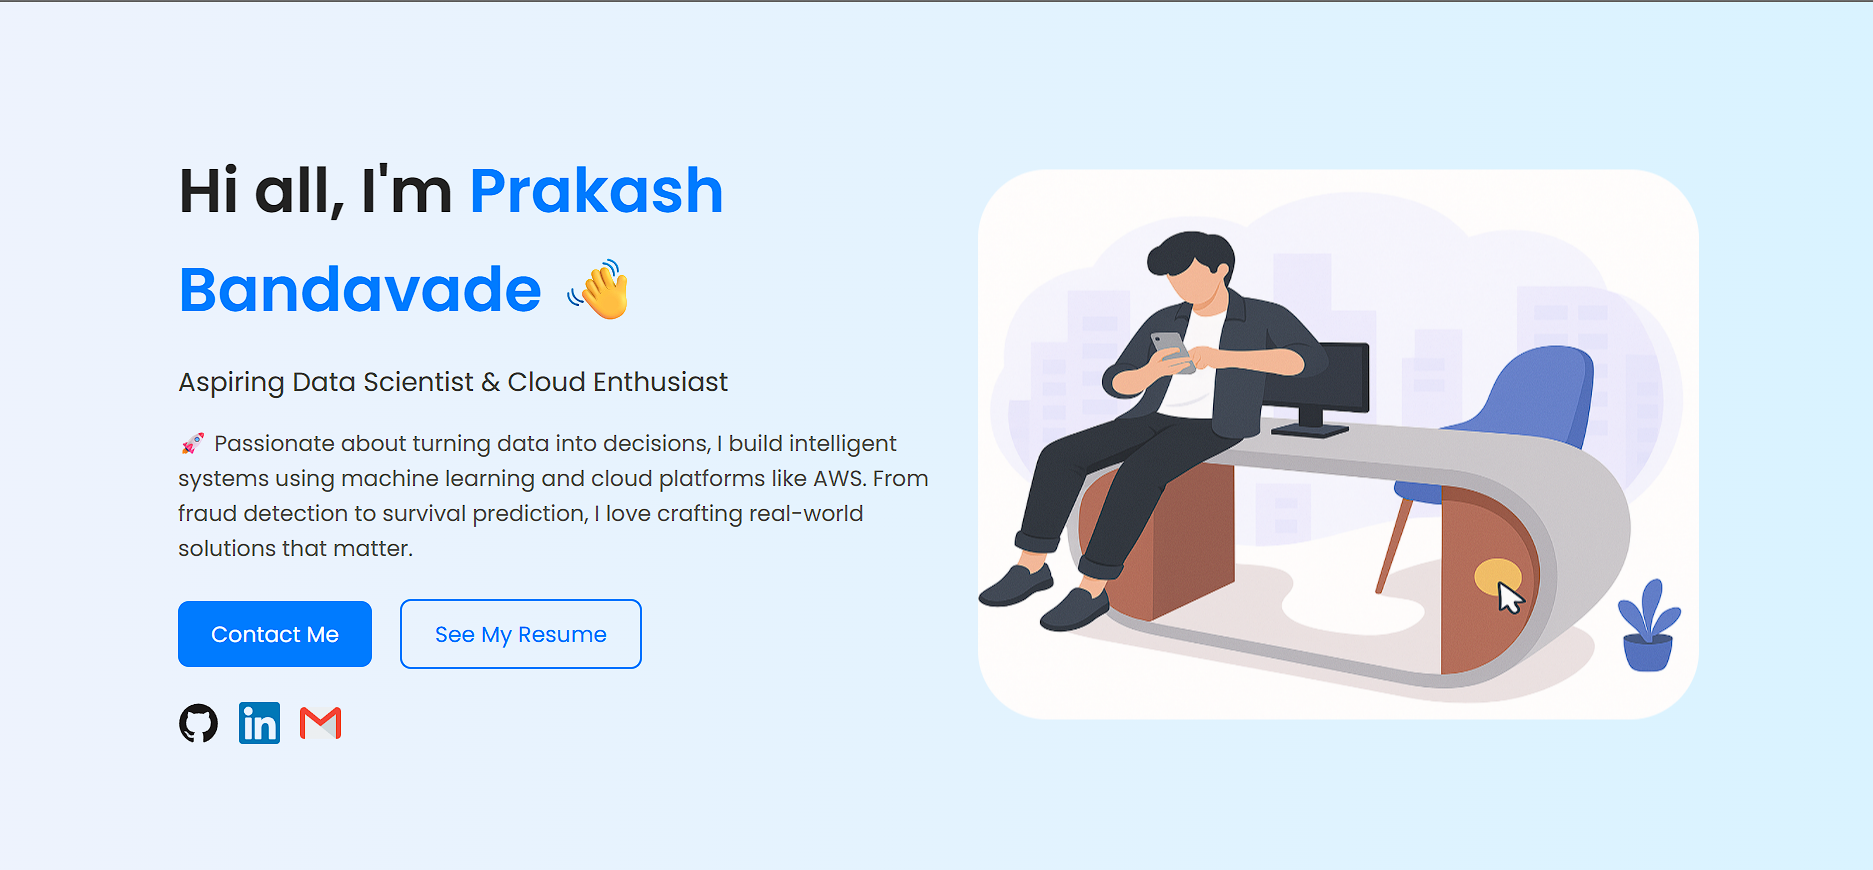 Hi all, I'm Prakash
Bandavade 👋
Aspiring Data Scientist & Cloud Enthusiast
🚀 Passionate about turning data into decisions, I build intelligent
systems using machine learning and cloud platforms like AWS. From
fraud detection to survival prediction, I love crafting real-world
solutions that matter.
Contact Me
See My Resume
in